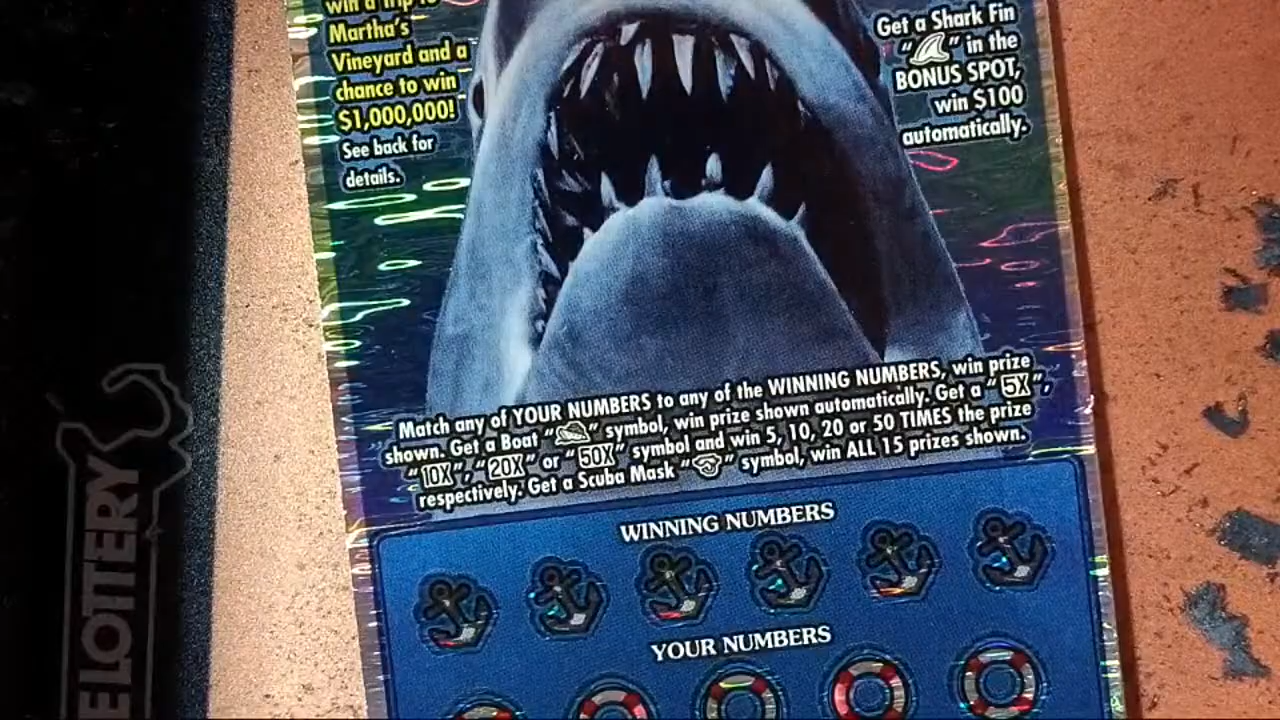 win a trip to
Martha's
Vineyard and a
chance to win
$1,000,000!
See back for
details.
Get a Shark Fin
" " in the
BONUS SPOT,
win $100
automatically.
Match any of YOUR NUMBERS to any of the WINNING NUMBERS, win prize
shown. Get a Boat " " symbol, win prize shown automatically. Get a "5X",
"10X", "20X" or "50X" symbol and win 5, 10, 20 or 50 TIMES the prize
respectively. Get a Scuba Mask " " symbol, win ALL 15 prizes shown.
WINNING NUMBERS
YOUR NUMBERS
E LOTTERY